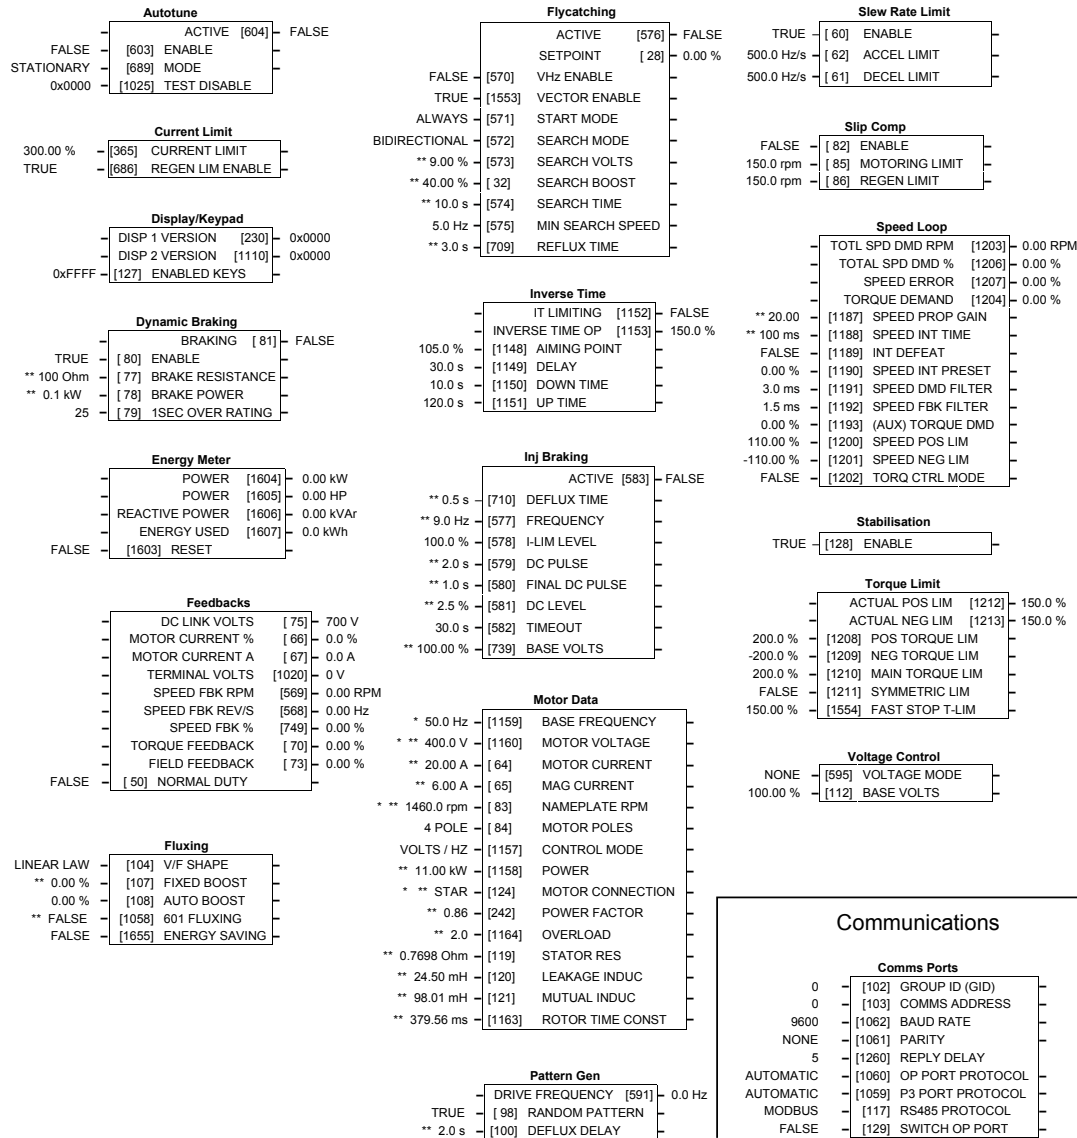 Autotune
ACTIVE [604] FALSE
FALSE [603] ENABLE
STATIONARY [689] MODE
0x0000 [1025] TEST DISABLE
Current Limit
300.00 % [365] CURRENT LIMIT
TRUE [686] REGEN LIM ENABLE
Display/Keypad
DISP 1 VERSION [230] 0x0000
DISP 2 VERSION [1110] 0x0000
0xFFFF [127] ENABLED KEYS
Dynamic Braking
BRAKING [ 81] FALSE
TRUE [ 80] ENABLE
** 100 Ohm [ 77] BRAKE RESISTANCE
** 0.1 kW [ 78] BRAKE POWER
25 [ 79] 1SEC OVER RATING
Energy Meter
POWER [1604] 0.00 kW
POWER [1605] 0.00 HP
REACTIVE POWER [1606] 0.00 kVAr
ENERGY USED [1607] 0.0 kWh
FALSE [1603] RESET
Feedbacks
DC LINK VOLTS [ 75] 700 V
MOTOR CURRENT % [ 66] 0.0 %
MOTOR CURRENT A [ 67] 0.0 A
TERMINAL VOLTS [1020] 0 V
SPEED FBK RPM [569] 0.00 RPM
SPEED FBK REV/S [568] 0.00 Hz
SPEED FBK % [749] 0.00 %
TORQUE FEEDBACK [ 70] 0.00 %
FIELD FEEDBACK [ 73] 0.00 %
FALSE [ 50] NORMAL DUTY
Fluxing
LINEAR LAW [104] V/F SHAPE
** 0.00 % [107] FIXED BOOST
0.00 % [108] AUTO BOOST
** FALSE [1058] 601 FLUXING
FALSE [1655] ENERGY SAVING
Flycatching
ACTIVE [576] FALSE
SETPOINT [ 28] 0.00 %
FALSE [570] VHz ENABLE
TRUE [1553] VECTOR ENABLE
ALWAYS [571] START MODE
BIDIRECTIONAL [572] SEARCH MODE
** 9.00 % [573] SEARCH VOLTS
** 40.00 % [ 32] SEARCH BOOST
** 10.0 s [574] SEARCH TIME
5.0 Hz [575] MIN SEARCH SPEED
** 3.0 s [709] REFLUX TIME
Inverse Time
IT LIMITING [1152] FALSE
INVERSE TIME OP [1153] 150.0 %
105.0 % [1148] AIMING POINT
30.0 s [1149] DELAY
10.0 s [1150] DOWN TIME
120.0 s [1151] UP TIME
Inj Braking
ACTIVE [583] FALSE
** 0.5 s [710] DEFLUX TIME
** 9.0 Hz [577] FREQUENCY
100.0 % [578] I-LIM LEVEL
** 2.0 s [579] DC PULSE
** 1.0 s [580] FINAL DC PULSE
** 2.5 % [581] DC LEVEL
30.0 s [582] TIMEOUT
** 100.00 % [739] BASE VOLTS
Motor Data
* 50.0 Hz [1159] BASE FREQUENCY
* ** 400.0 V [1160] MOTOR VOLTAGE
** 20.00 A [ 64] MOTOR CURRENT
** 6.00 A [ 65] MAG CURRENT
* ** 1460.0 rpm [ 83] NAMEPLATE RPM
4 POLE [ 84] MOTOR POLES
VOLTS / HZ [1157] CONTROL MODE
** 11.00 kW [1158] POWER
* ** STAR [124] MOTOR CONNECTION
** 0.86 [242] POWER FACTOR
** 2.0 [1164] OVERLOAD
** 0.7698 Ohm [119] STATOR RES
** 24.50 mH [120] LEAKAGE INDUC
** 98.01 mH [121] MUTUAL INDUC
** 379.56 ms [1163] ROTOR TIME CONST
Pattern Gen
DRIVE FREQUENCY [591] 0.0 Hz
TRUE [ 98] RANDOM PATTERN
** 2.0 s [100] DEFLUX DELAY
Slew Rate Limit
TRUE [ 60] ENABLE
500.0 Hz/s [ 62] ACCEL LIMIT
500.0 Hz/s [ 61] DECEL LIMIT
Slip Comp
FALSE [ 82] ENABLE
150.0 rpm [ 85] MOTORING LIMIT
150.0 rpm [ 86] REGEN LIMIT
Speed Loop
TOTL SPD DMD RPM [1203] 0.00 RPM
TOTAL SPD DMD % [1206] 0.00 %
SPEED ERROR [1207] 0.00 %
TORQUE DEMAND [1204] 0.00 %
** 20.00 [1187] SPEED PROP GAIN
** 100 ms [1188] SPEED INT TIME
FALSE [1189] INT DEFEAT
0.00 % [1190] SPEED INT PRESET
3.0 ms [1191] SPEED DMD FILTER
1.5 ms [1192] SPEED FBK FILTER
0.00 % [1193] (AUX) TORQUE DMD
110.00 % [1200] SPEED POS LIM
-110.00 % [1201] SPEED NEG LIM
FALSE [1202] TORQ CTRL MODE
Stabilisation
TRUE [128] ENABLE
Torque Limit
ACTUAL POS LIM [1212] 150.0 %
ACTUAL NEG LIM [1213] 150.0 %
200.0 % [1208] POS TORQUE LIM
-200.0 % [1209] NEG TORQUE LIM
200.0 % [1210] MAIN TORQUE LIM
FALSE [1211] SYMMETRIC LIM
150.00 % [1554] FAST STOP T-LIM
Voltage Control
NONE [595] VOLTAGE MODE
100.00 % [112] BASE VOLTS
Communications
Comms Ports
0 [102] GROUP ID (GID)
0 [103] COMMS ADDRESS
9600 [1062] BAUD RATE
NONE [1061] PARITY
5 [1260] REPLY DELAY
AUTOMATIC [1060] OP PORT PROTOCOL
AUTOMATIC [1059] P3 PORT PROTOCOL
MODBUS [117] RS485 PROTOCOL
FALSE [129] SWITCH OP PORT